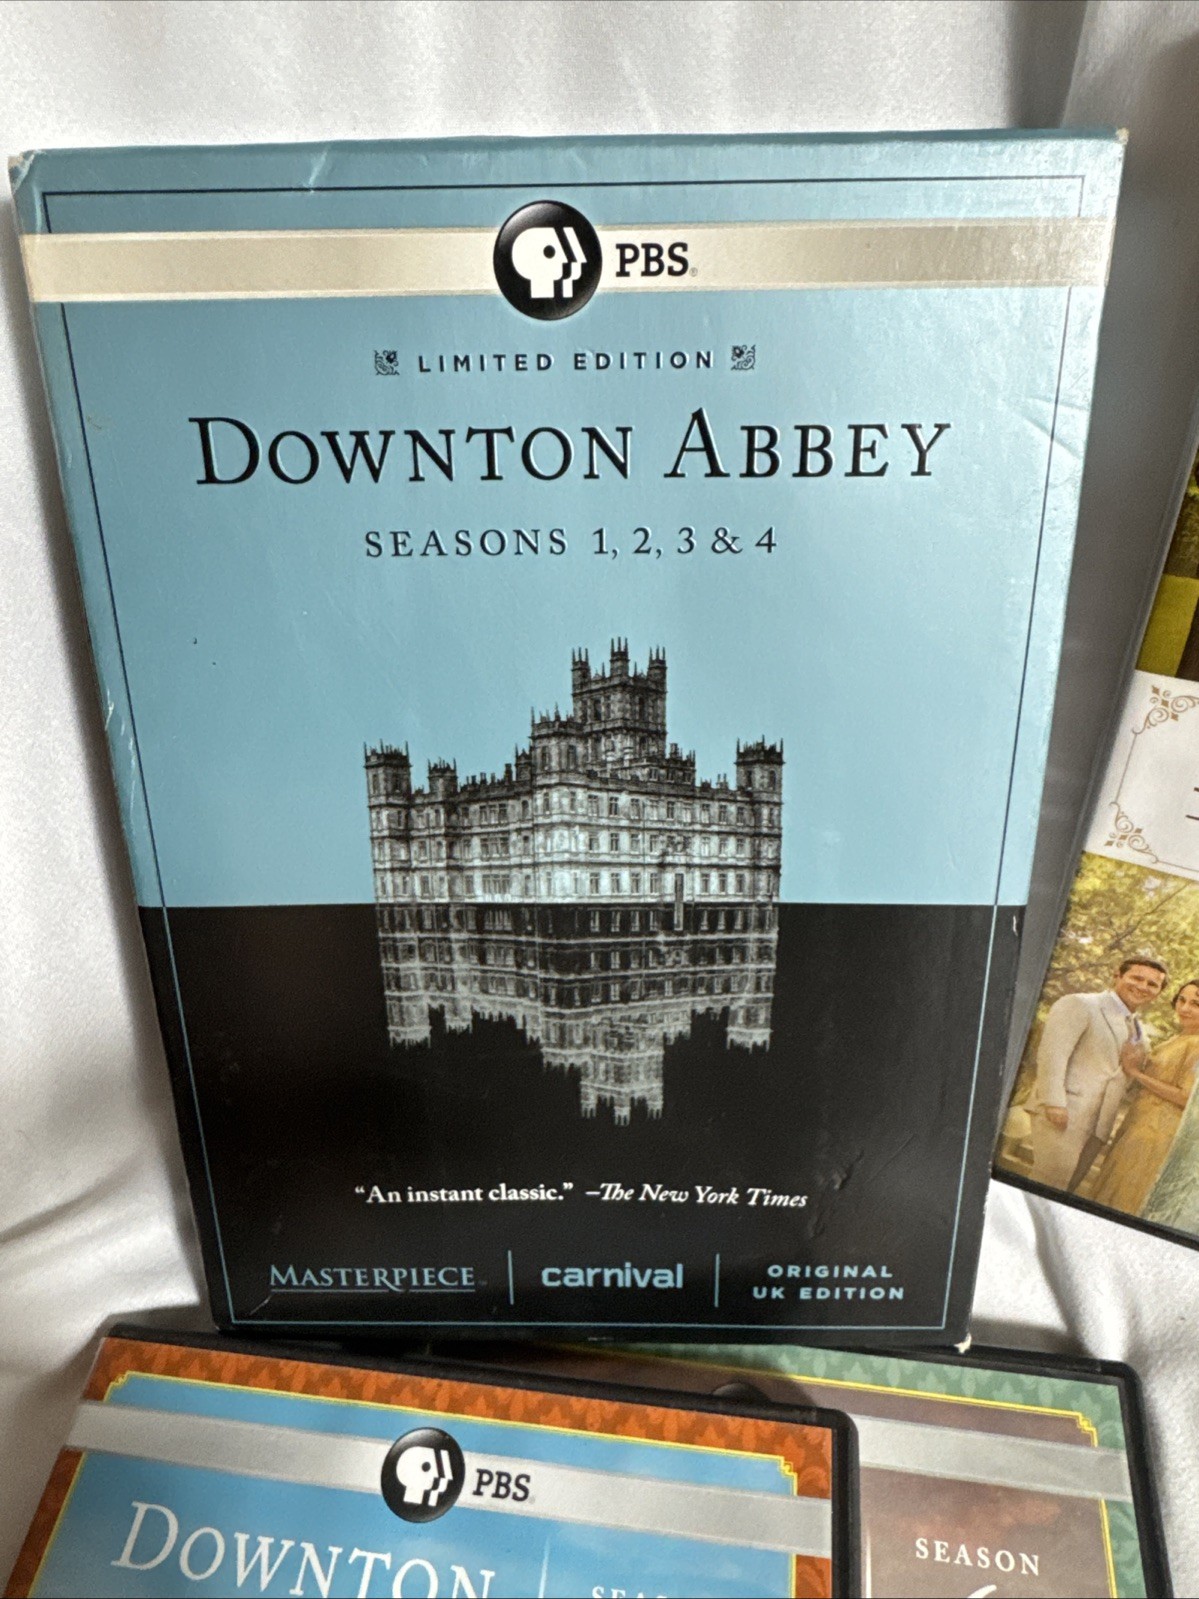 PBS
LIMITED EDITION
DOWNTON ABBEY
SEASONS 1, 2, 3 & 4
“An instant classic.” –The New York Times
MASTERPIECE
carnival
ORIGINAL
UK EDITION
PBS
DOWNTON
SEASON